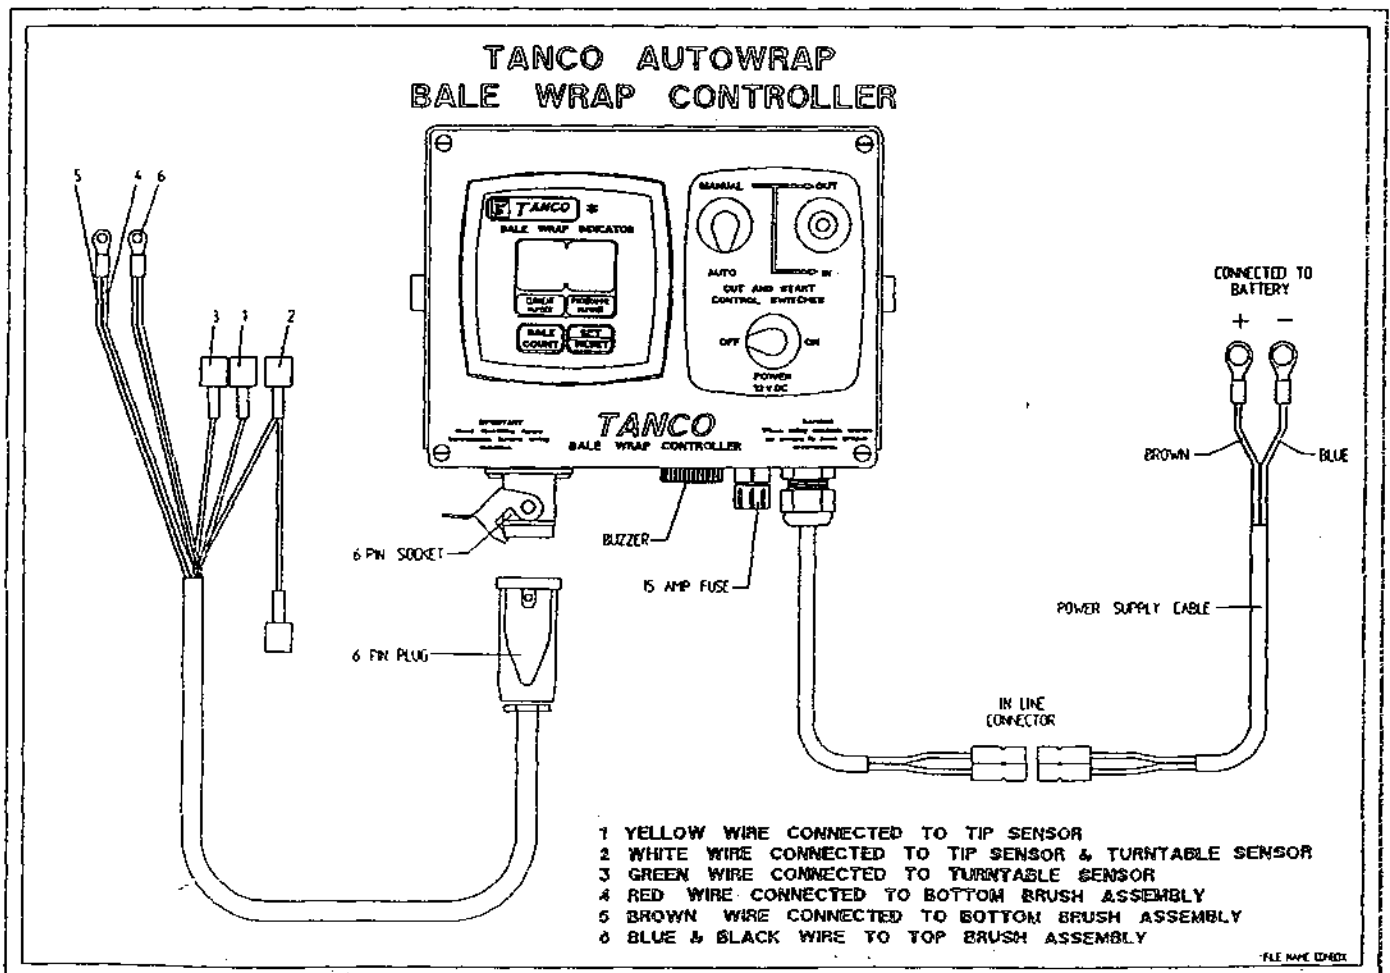 TANCO AUTOWRAP
BALE WRAP CONTROLLER
5 4 6
3 1 2
MANUAL OUT
TANCO *
BALE WRAP INDICATOR
AUTO IN
CUT AND START
CONTROL SWITCHES
BALE COUNT
SET RESET
OFF ON
POWER
12 V DC
IMPORTANT
TANCO
BALE WRAP CONTROLLER
CONNECTED TO
BATTERY
+ −
BROWN
BLUE
6 PIN SOCKET
BUZZER
15 AMP FUSE
POWER SUPPLY CABLE
6 PIN PLUG
IN LINE
CONNECTOR
1 YELLOW WIRE CONNECTED TO TIP SENSOR
2 WHITE WIRE CONNECTED TO TIP SENSOR & TURNTABLE SENSOR
3 GREEN WIRE CONNECTED TO TURNTABLE SENSOR
4 RED WIRE CONNECTED TO BOTTOM BRUSH ASSEMBLY
5 BROWN WIRE CONNECTED TO BOTTOM BRUSH ASSEMBLY
6 BLUE & BLACK WIRE TO TOP BRUSH ASSEMBLY
FILE NAME